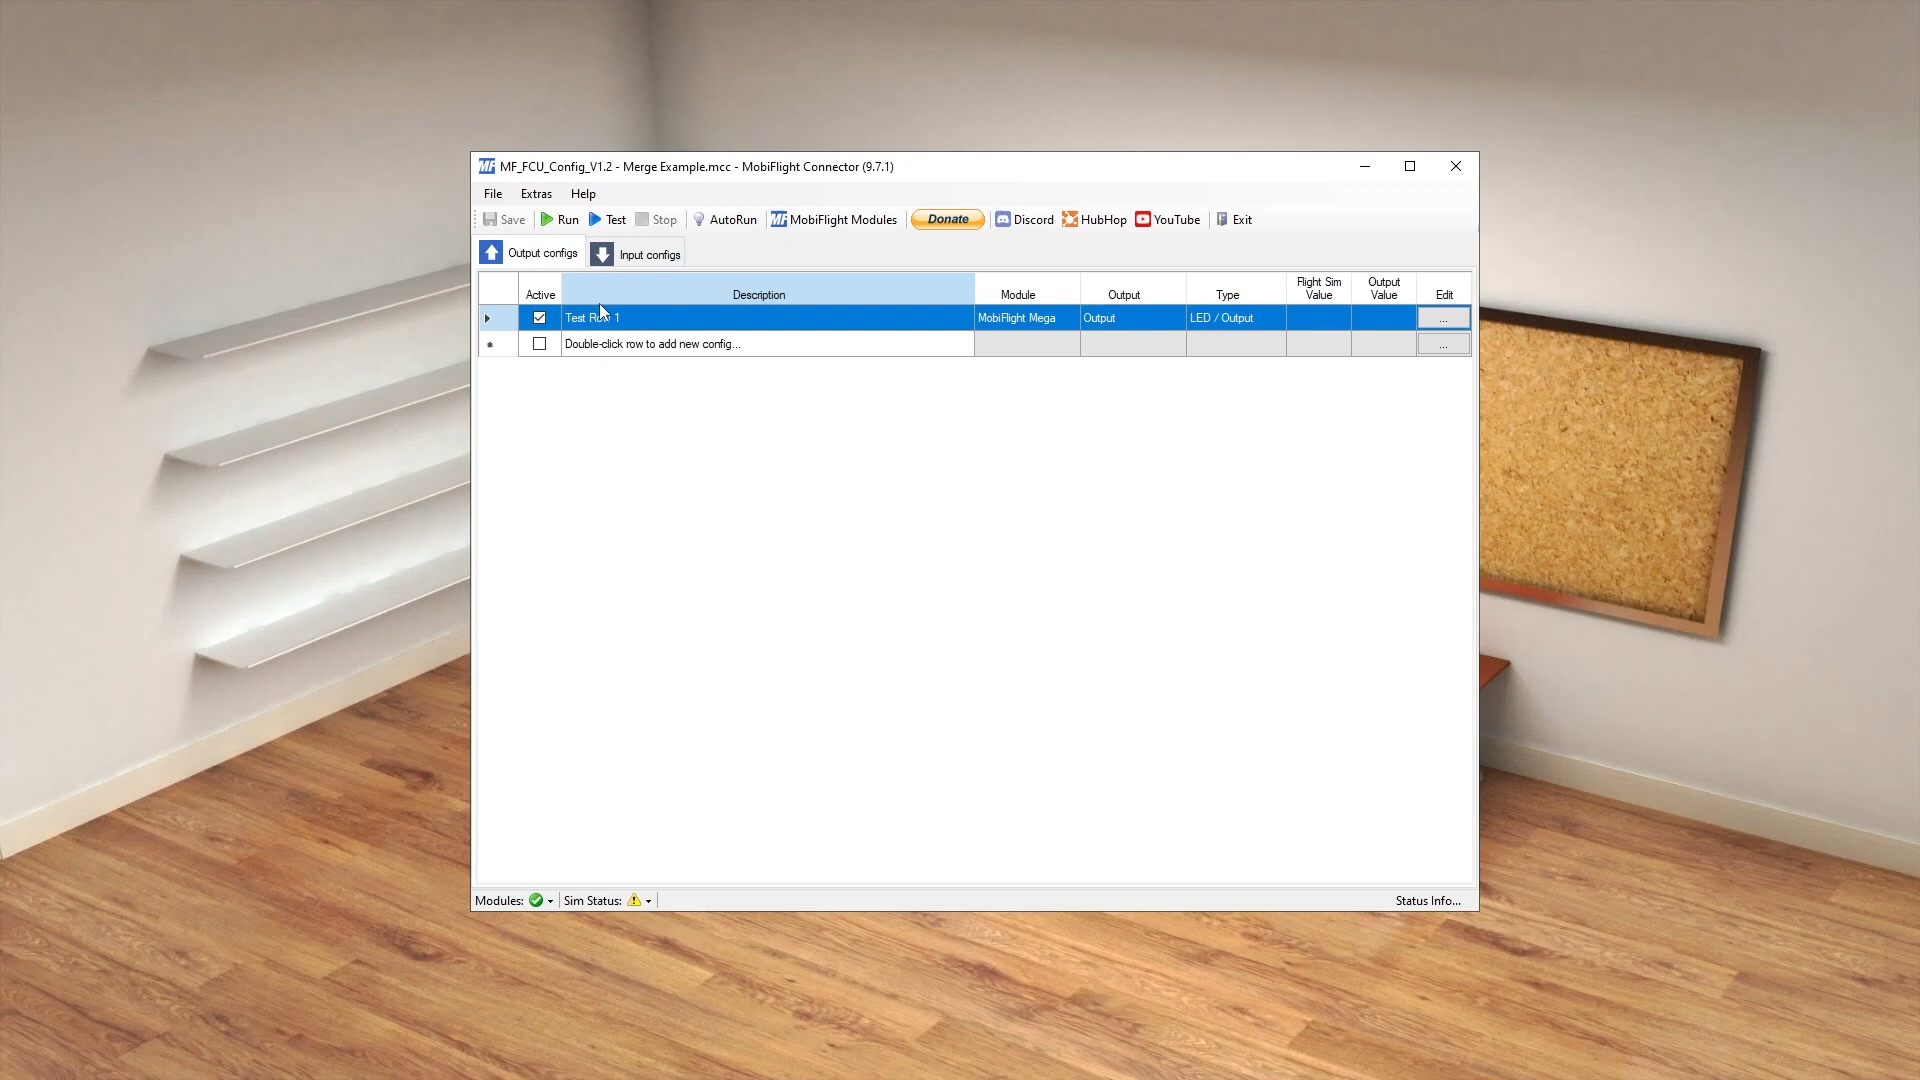 MF MF_FCU_Config_V1.2 - Merge Example.mcc - MobiFlight Connector (9.7.1)
File Extras Help
Save Run Test Stop AutoRun MF MobiFlight Modules Donate Discord HubHop YouTube Exit
Output configs Input configs
Active Description Module Output Type Flight Sim Value Output Value Edit
Test Row 1 MobiFlight Mega Output LED / Output ...
Double-click row to add new config... ...
Modules: Sim Status: Status Info...